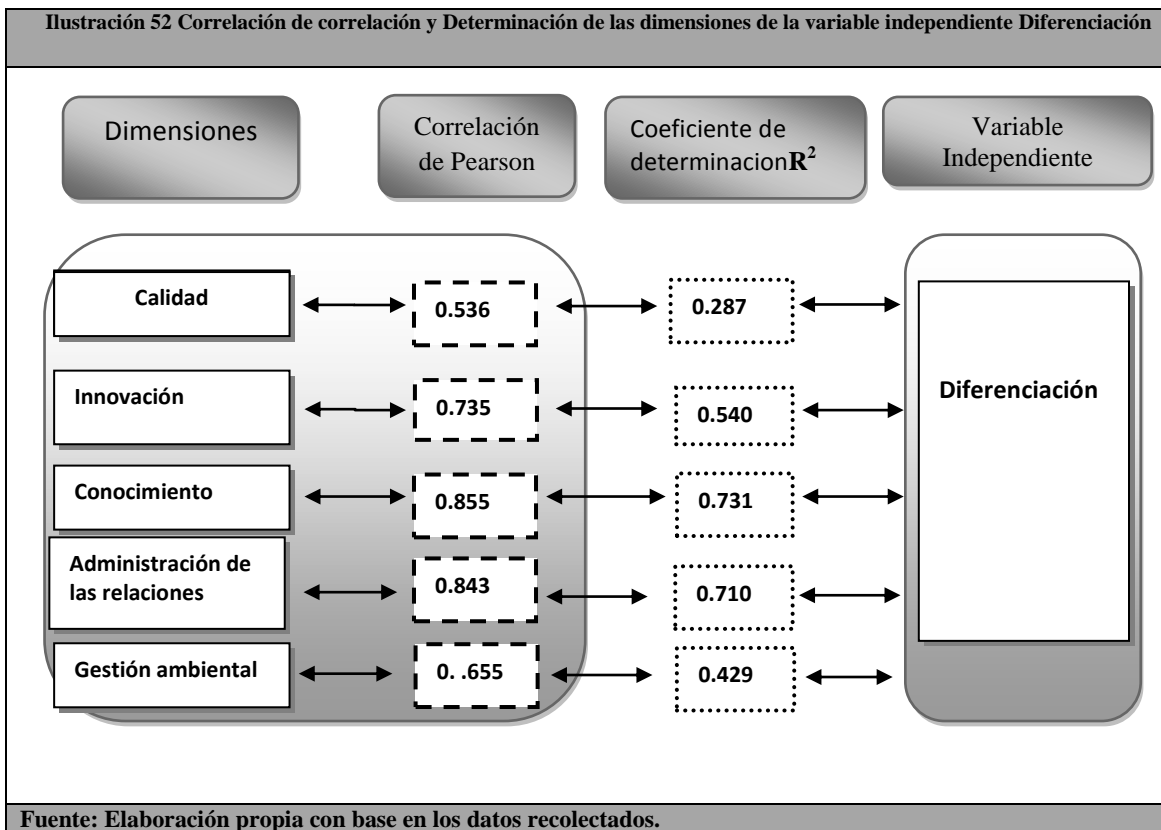 Ilustración 52 Correlación de correlación y Determinación de las dimensiones de la variable independiente Diferenciación
Dimensiones
Correlación
de Pearson
Coeficiente de
determinacionR²
Variable
Independiente
Calidad
0.536
0.287
Innovación
0.735
0.540
Diferenciación
Conocimiento
0.855
0.731
Administración de
las relaciones
0.843
0.710
Gestión ambiental
0. .655
0.429
Fuente: Elaboración propia con base en los datos recolectados.